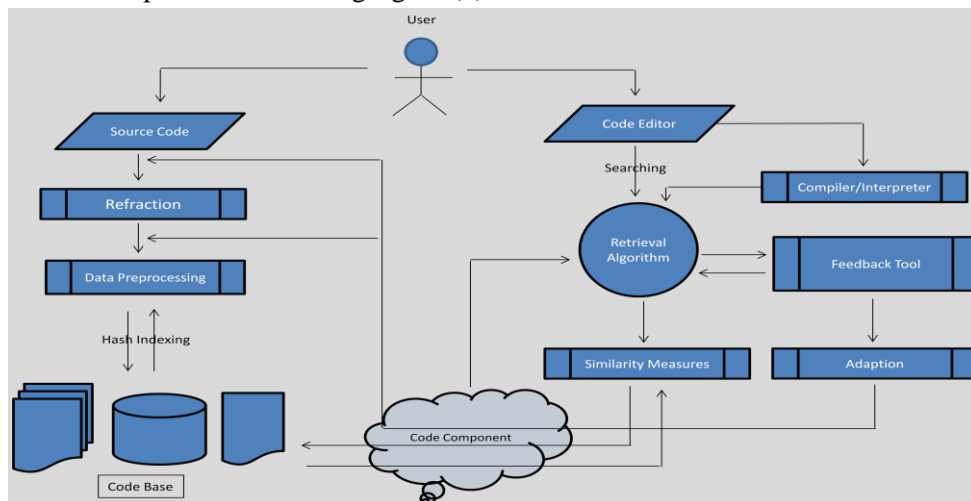 User
Source Code
Code Editor
Searching
Refraction
Compiler/Interpreter
Retrieval
Algorithm
Feedback Tool
Data Preprocessing
Hash Indexing
Similarity Measures
Adaption
Code Component
Code Base